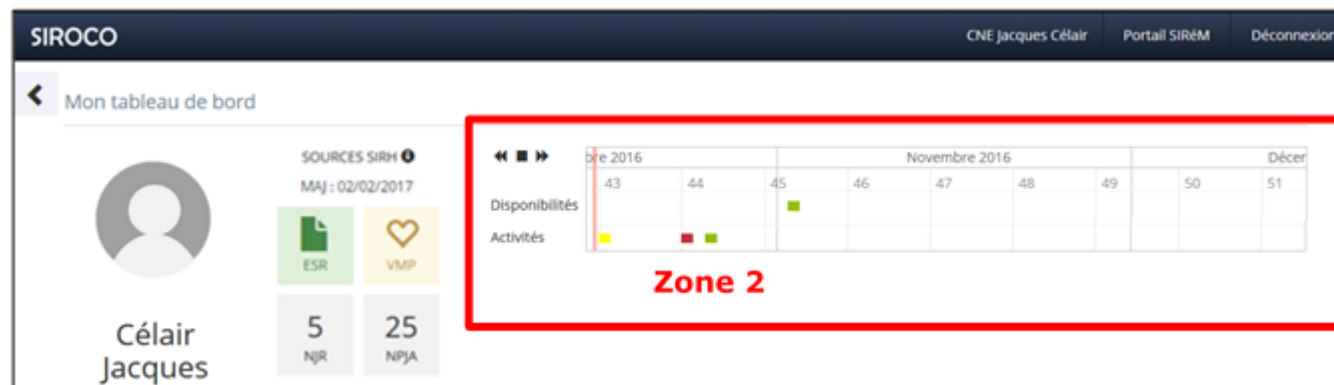 SIROCO
CNE Jacques Célair Portail SIRéM Déconnexion
Mon tableau de bord
SOURCES SIRH
MAJ : 02/02/2017
ESR VMP
5 25
NJR NPJA
Célair
Jacques
bre 2016 Novembre 2016 Décer
43 44 45 46 47 48 49 50 51
Disponibilités
Activités
Zone 2